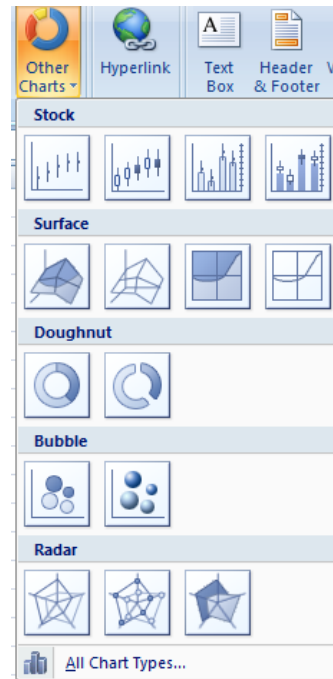 Other Charts
Hyperlink
Text Box
Header & Footer
Stock
Surface
Doughnut
Bubble
Radar
All Chart Types...